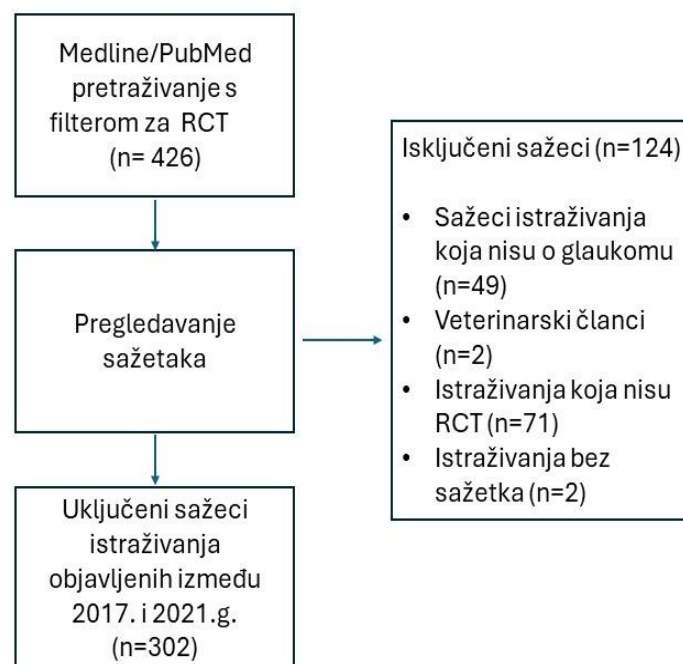 Medline/PubMed
pretraživanje s
filterom za RCT
(n= 426)
Pregledavanje
sažetaka
Isključeni sažeci (n=124)
• Sažeci istraživanja
koja nisu o glaukomu
(n=49)
• Veterinarski članci
(n=2)
• Istraživanja koja nisu
RCT (n=71)
• Istraživanja bez
sažetka (n=2)
Uključeni sažeci
istraživanja
objavljenih između
2017. i 2021.g.
(n=302)